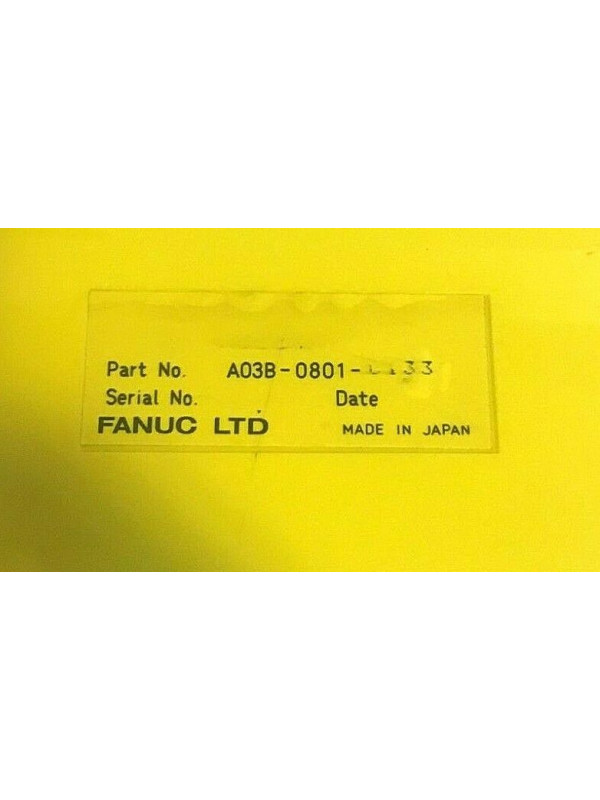 Part No. A03B-0801-
Serial No. Date
FANUC LTD MADE IN JAPAN